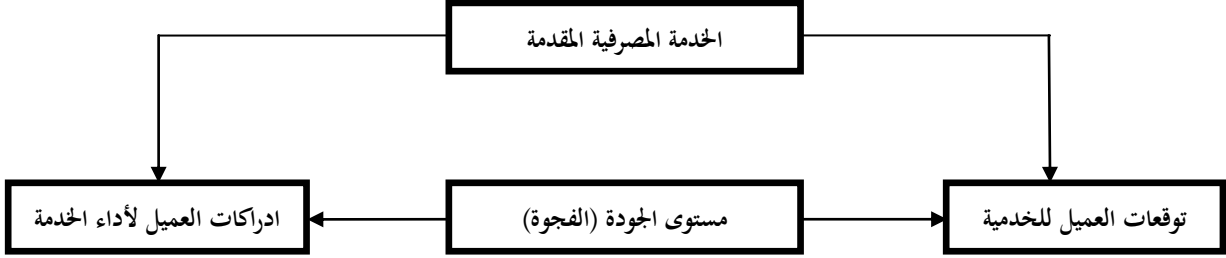 الخدمة المصرفية المقدمة
توقعات العميل للخدمية
مستوى الجودة (الفجوة)
ادراكات العميل لأداء الخدمة